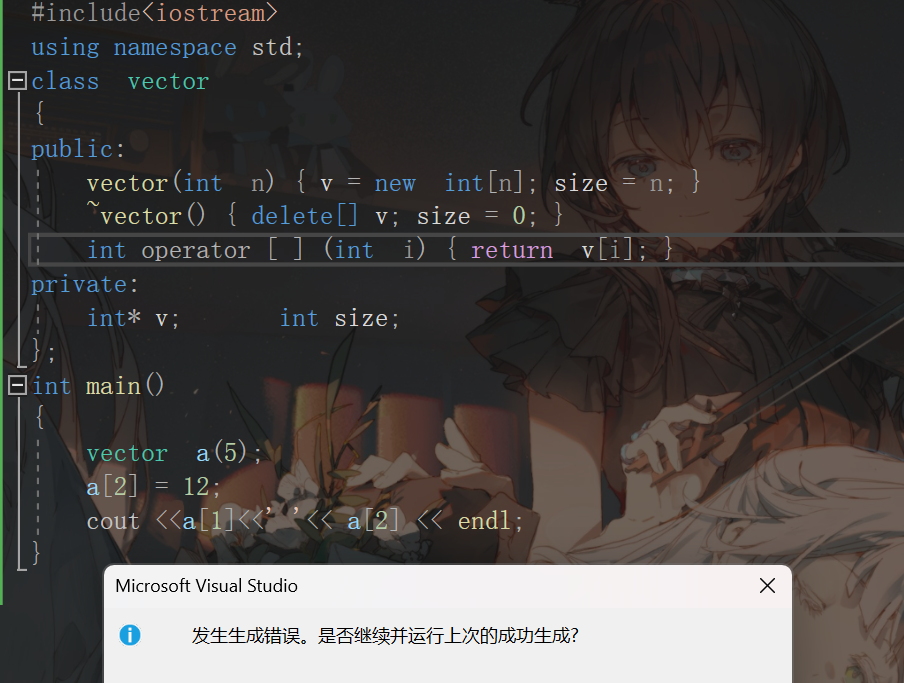 #include<iostream>
using namespace std;
class  vector
{
public:
    vector(int  n) { v = new  int[n]; size = n; }
    ~vector() { delete[] v; size = 0; }
    int operator [ ] (int  i) { return  v[i]; }
private:
    int* v;       int size;
};
int main()
{
    vector  a(5);
    a[2] = 12;
    cout <<a[1]<<' '<< a[2] << endl;
}
Microsoft Visual Studio
发生生成错误。是否继续并运行上次的成功生成?